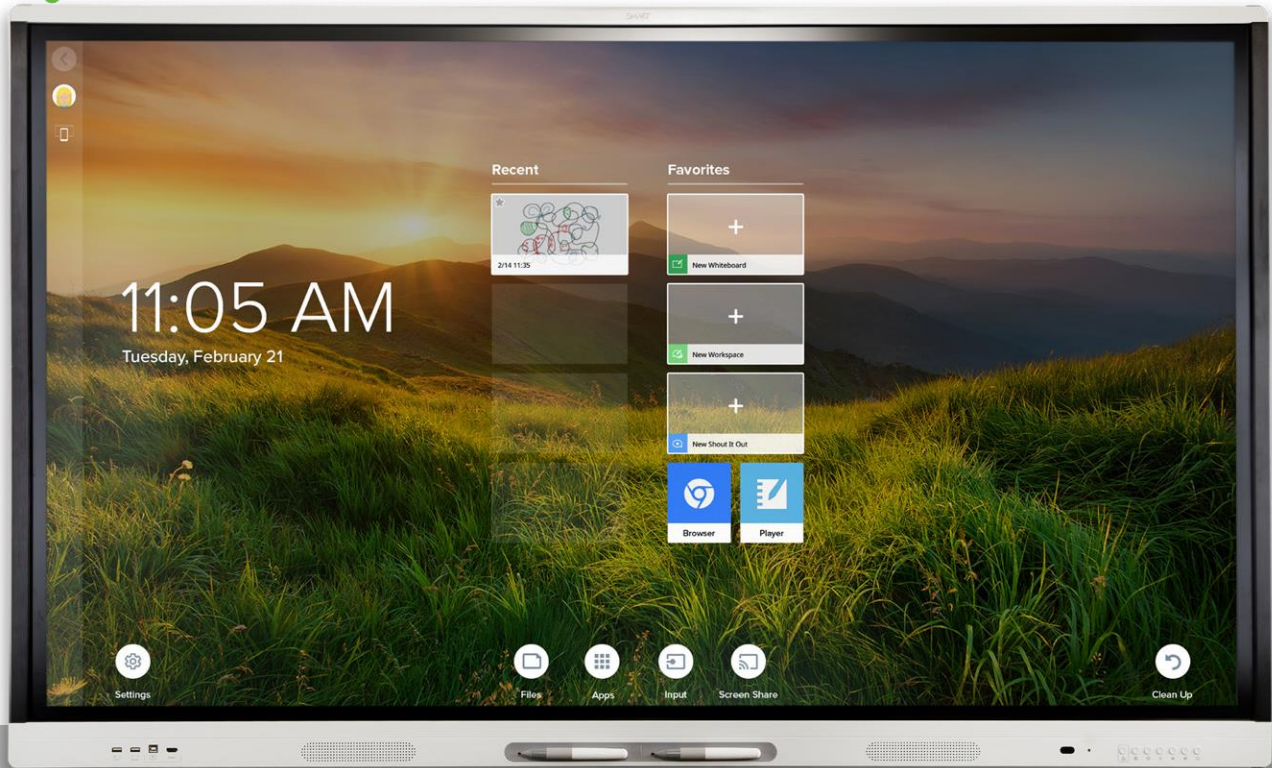 SMART
Recent
Favorites
2/14 11:35
New Whiteboard
11:05 AM
Tuesday, February 21
New Workspace
New Shout It Out
Browser
Player
Settings
Files
Apps
Input
Screen Share
Clean Up